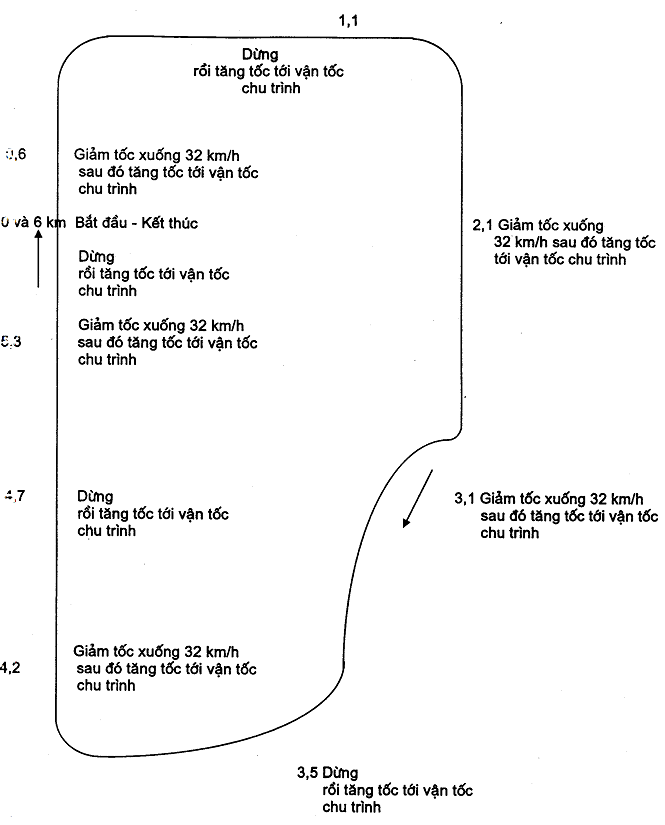 1,1
Dừng
rồi tăng tốc tới vận tốc
chu trình
0,6 Giảm tốc xuống 32 km/h
sau đó tăng tốc tới vận tốc
chu trình
0 và 6 km Bắt đầu - Kết thúc
Dừng
rồi tăng tốc tới vận tốc
chu trình
2,1 Giảm tốc xuống
32 km/h sau đó tăng tốc
tới vận tốc chu trình
5,3 Giảm tốc xuống 32 km/h
sau đó tăng tốc tới vận tốc
chu trình
4,7 Dừng
rồi tăng tốc tới vận tốc
chu trình
3,1 Giảm tốc xuống 32 km/h
sau đó tăng tốc tới vận tốc
chu trình
4,2 Giảm tốc xuống 32 km/h
sau đó tăng tốc tới vận tốc
chu trình
3,5 Dừng
rồi tăng tốc tới vận tốc
chu trình